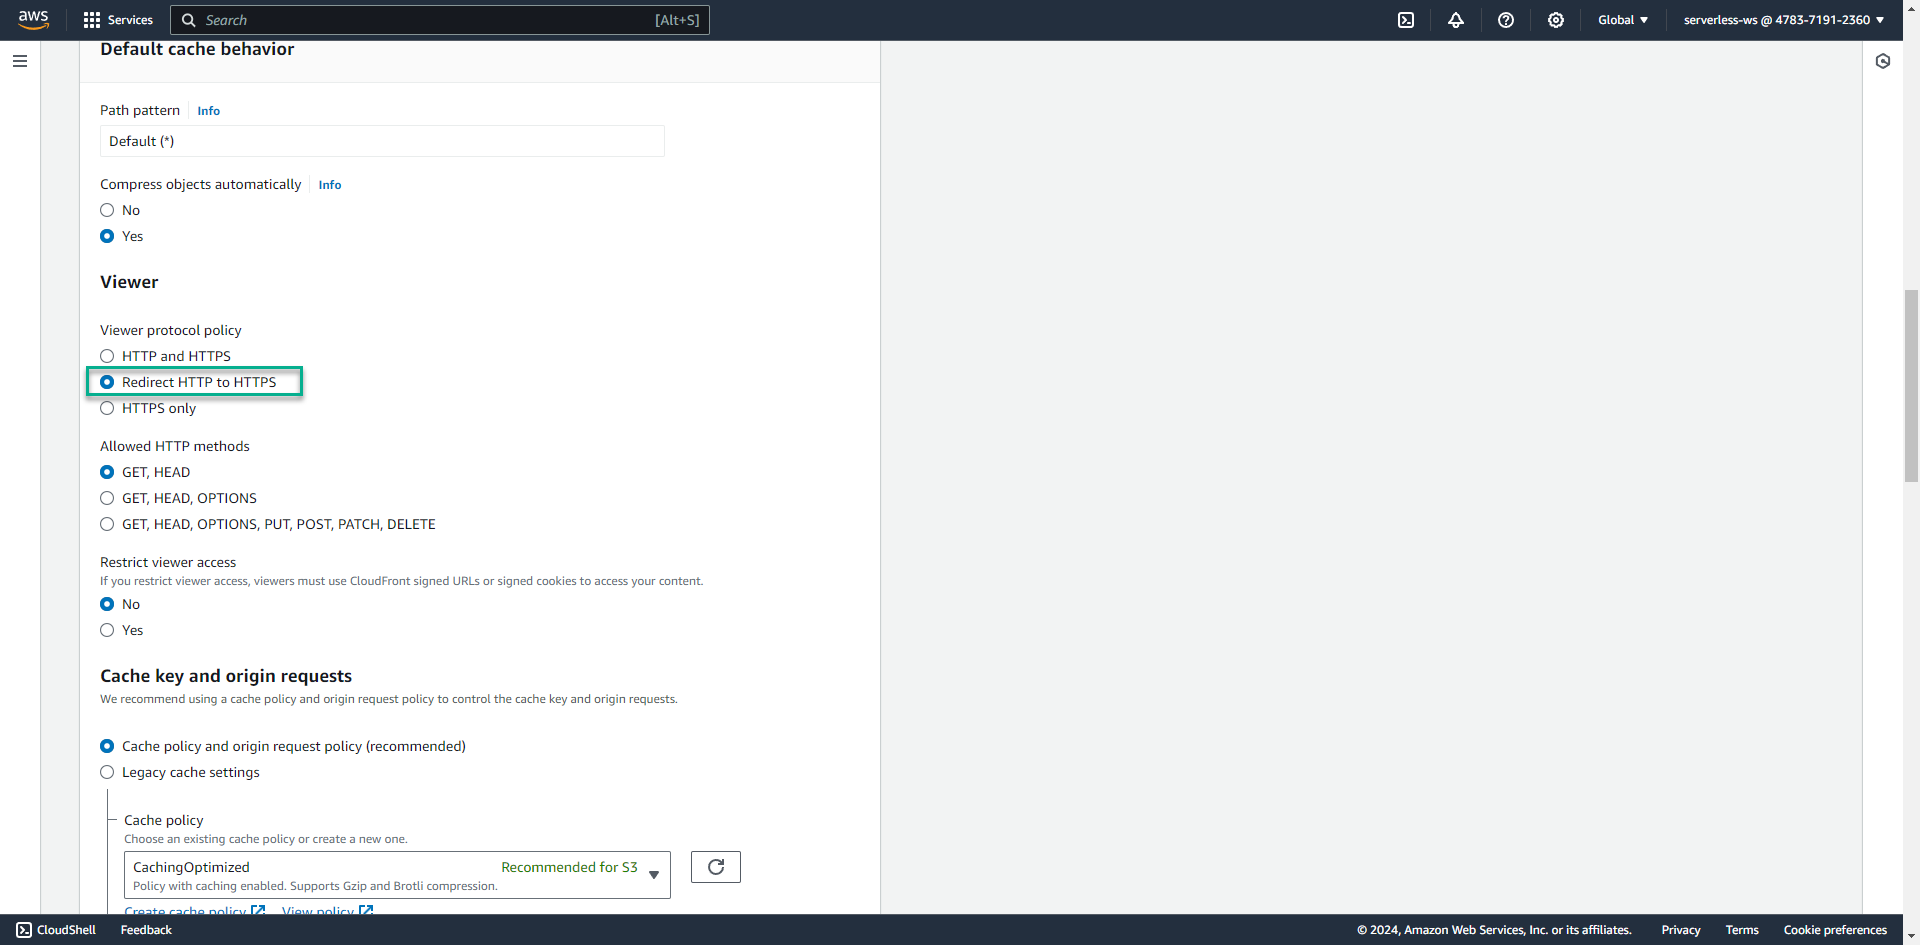 aws
Services
Search
[Alt+S]
Global
serverless-ws @ 4783-7191-2360
Default cache behavior
Path pattern
Info
Default (*)
Compress objects automatically
Info
No
Yes
Viewer
Viewer protocol policy
HTTP and HTTPS
Redirect HTTP to HTTPS
HTTPS only
Allowed HTTP methods
GET, HEAD
GET, HEAD, OPTIONS
GET, HEAD, OPTIONS, PUT, POST, PATCH, DELETE
Restrict viewer access
If you restrict viewer access, viewers must use CloudFront signed URLs or signed cookies to access your content.
No
Yes
Cache key and origin requests
We recommend using a cache policy and origin request policy to control the cache key and origin requests.
Cache policy and origin request policy (recommended)
Legacy cache settings
Cache policy
Choose an existing cache policy or create a new one.
CachingOptimized
Recommended for S3
Policy with caching enabled. Supports Gzip and Brotli compression.
Create cache policy
View policy
CloudShell
Feedback
© 2024, Amazon Web Services, Inc. or its affiliates.
Privacy
Terms
Cookie preferences